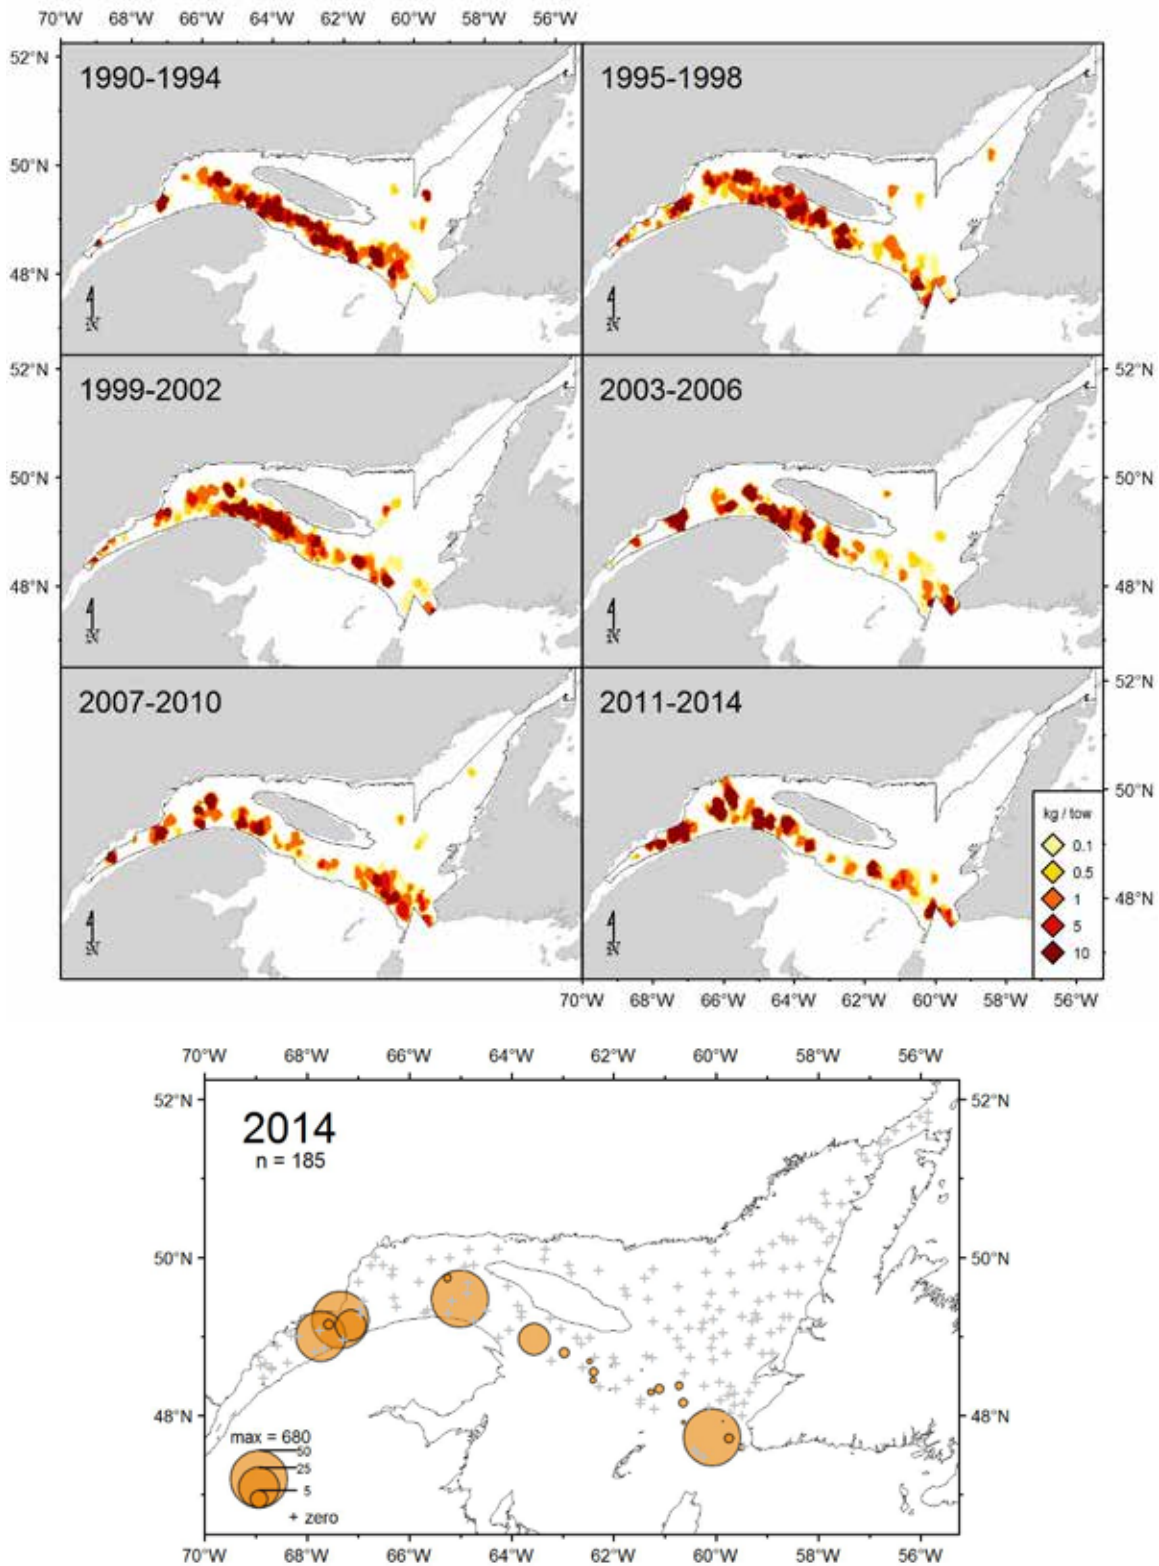 70°W 68°W 66°W 64°W 62°W 60°W 58°W 56°W
52°N 1990-1994 1995-1998
50°N
48°N
N N
52°N 1999-2002 2003-2006 52°N
50°N 50°N
48°N 48°N
N N
2007-2010 2011-2014 52°N
50°N
kg / tow
0.1
0.5
1 48°N
5
10
N N
70°W 68°W 66°W 64°W 62°W 60°W 58°W 56°W
70°W 68°W 66°W 64°W 62°W 60°W 58°W 56°W
52°N 2014 52°N
n = 185
50°N 50°N
48°N 48°N
max = 680
50
25
5
+ zero
70°W 68°W 66°W 64°W 62°W 60°W 58°W 56°W